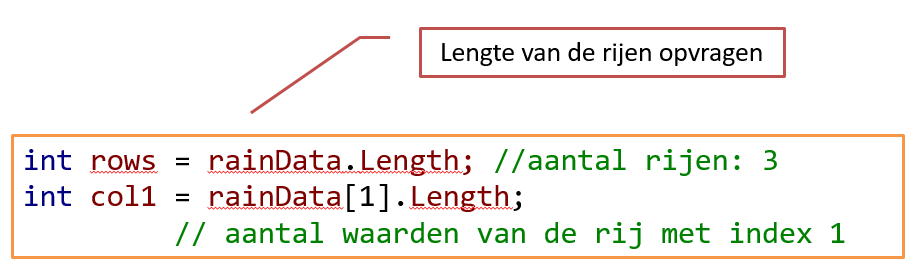 Lengte van de rijen opvragen
int rows = rainData.Length; //aantal rijen: 3
int col1 = rainData[1].Length;
// aantal waarden van de rij met index 1